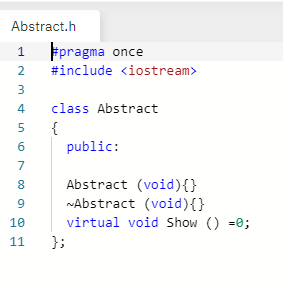 Abstract.h
1 #pragma once
2 #include <iostream>
3
4 class Abstract
5 {
6 public:
7
8 Abstract (void){}
9 ~Abstract (void){}
10 virtual void Show () =0;
11 };